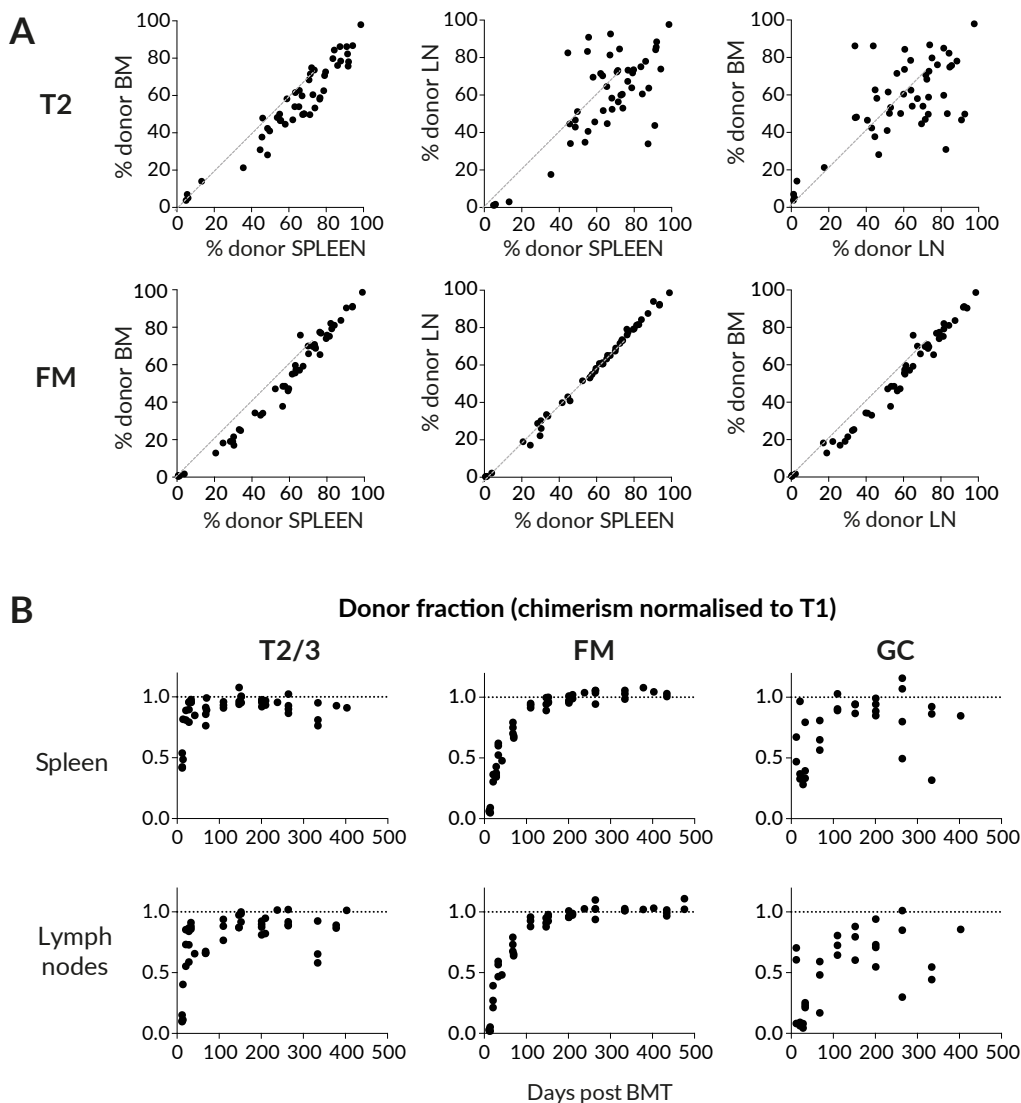 A
T2
% donor BM
100
80
60
40
20
0
0 20 40 60 80 100
% donor SPLEEN
% donor LN
100
80
60
40
20
0
0 20 40 60 80 100
% donor SPLEEN
% donor BM
100
80
60
40
20
0
0 20 40 60 80 100
% donor LN
FM
% donor BM
100
80
60
40
20
0
0 20 40 60 80 100
% donor SPLEEN
% donor LN
100
80
60
40
20
0
0 20 40 60 80 100
% donor SPLEEN
% donor BM
100
80
60
40
20
0
0 20 40 60 80 100
% donor LN
B
Donor fraction (chimerism normalised to T1)
T2/3
FM
GC
Spleen
1.0
0.5
0.0
0 100 200 300 400 500
1.0
0.5
0.0
0 100 200 300 400 500
1.0
0.5
0.0
0 100 200 300 400 500
Lymph
nodes
1.0
0.5
0.0
0 100 200 300 400 500
1.0
0.5
0.0
0 100 200 300 400 500
1.0
0.5
0.0
0 100 200 300 400 500
Days post BMT